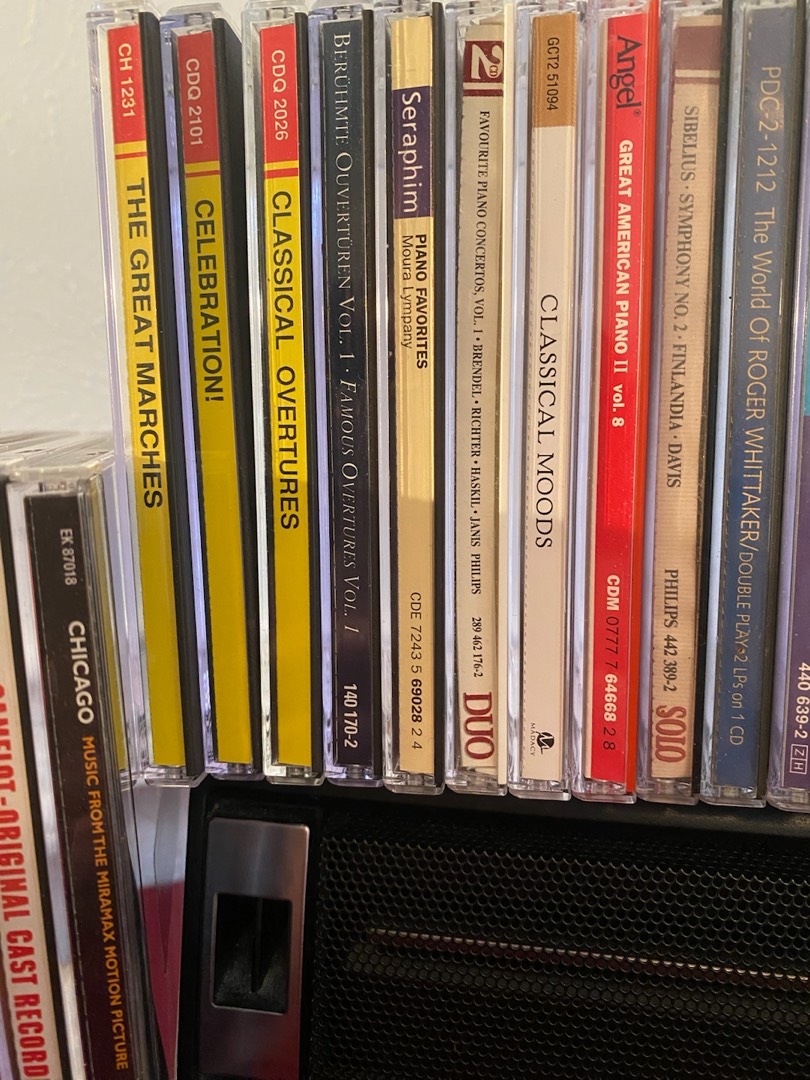 CH 1231 THE GREAT MARCHES
CDQ 2101 CELEBRATION!
CDQ 2026 CLASSICAL OVERTURES
BERÜHMTE OUVERTÜREN VOL. 1 · FAMOUS OVERTURES VOL. 1 140 170-2
Seraphim
PIANO FAVORITES
Moura Lympany
CDE 7243 5 69028 2 4
2 CD
FAVOURITE PIANO CONCERTOS, VOL. 1 · BRENDEL · RICHTER · HASKIL · JANIS PHILIPS 289 462 176-2 DUO
GCT2 51094 CLASSICAL MOODS MADACY
Angel® GREAT AMERICAN PIANO II vol. 8 CDM 0777 7 64668 2 8
SIBELIUS · SYMPHONY NO. 2 · FINLANDIA · DAVIS PHILIPS 442 389-2 SOLO
PDC-2-1212 The World Of ROGER WHITTAKER/DOUBLE PLAY·2 LPs on 1 CD
440 639-2 ZH
CAMELOT-ORIGINAL CAST RECORD
EK 87018 CHICAGO MUSIC FROM THE MIRAMAX MOTION PICTURE